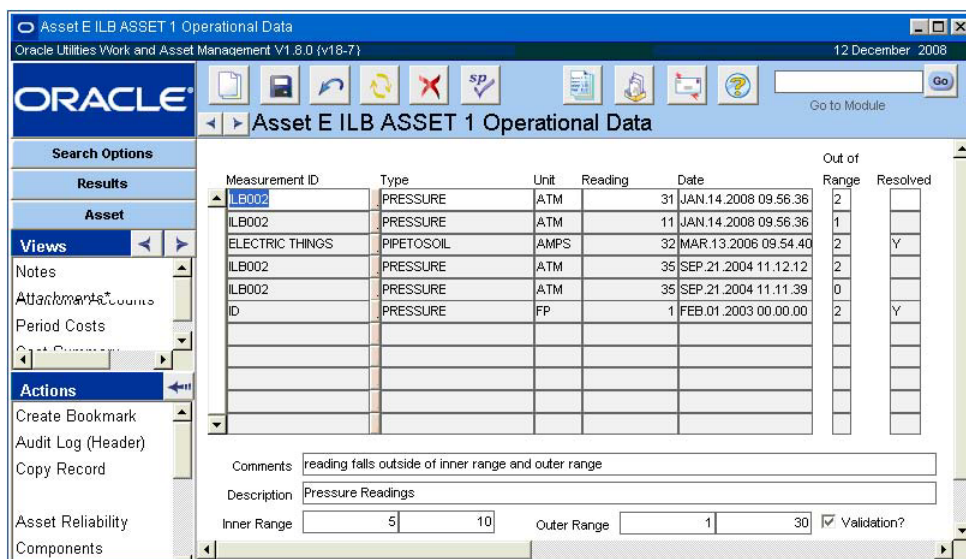 Asset E ILB ASSET 1 Operational Data
Oracle Utilities Work and Asset Management V1.8.0 {v18-7} 12 December 2008
ORACLE
sp
Go
Go to Module
Asset E ILB ASSET 1 Operational Data
Search Options
Results
Asset
Views
Notes
Attachments*
Period Costs
Actions
Create Bookmark
Audit Log (Header)
Copy Record
Asset Reliability
Components
Out of
Measurement ID Type Unit Reading Date Range Resolved
ILB002 PRESSURE ATM 31 JAN.14.2008 09.56.36 2
ILB002 PRESSURE ATM 11 JAN.14.2008 09.56.36 1
ELECTRIC THINGS PIPETOSOIL AMPS 32 MAR.13.2006 09.54.40 2 Y
ILB002 PRESSURE ATM 35 SEP.21.2004 11.12.12 2
ILB002 PRESSURE ATM 35 SEP.21.2004 11.11.39 0
ID PRESSURE FP 1 FEB.01.2003 00.00.00 2 Y
Comments reading falls outside of inner range and outer range
Description Pressure Readings
Inner Range 5 10 Outer Range 1 30 Validation?